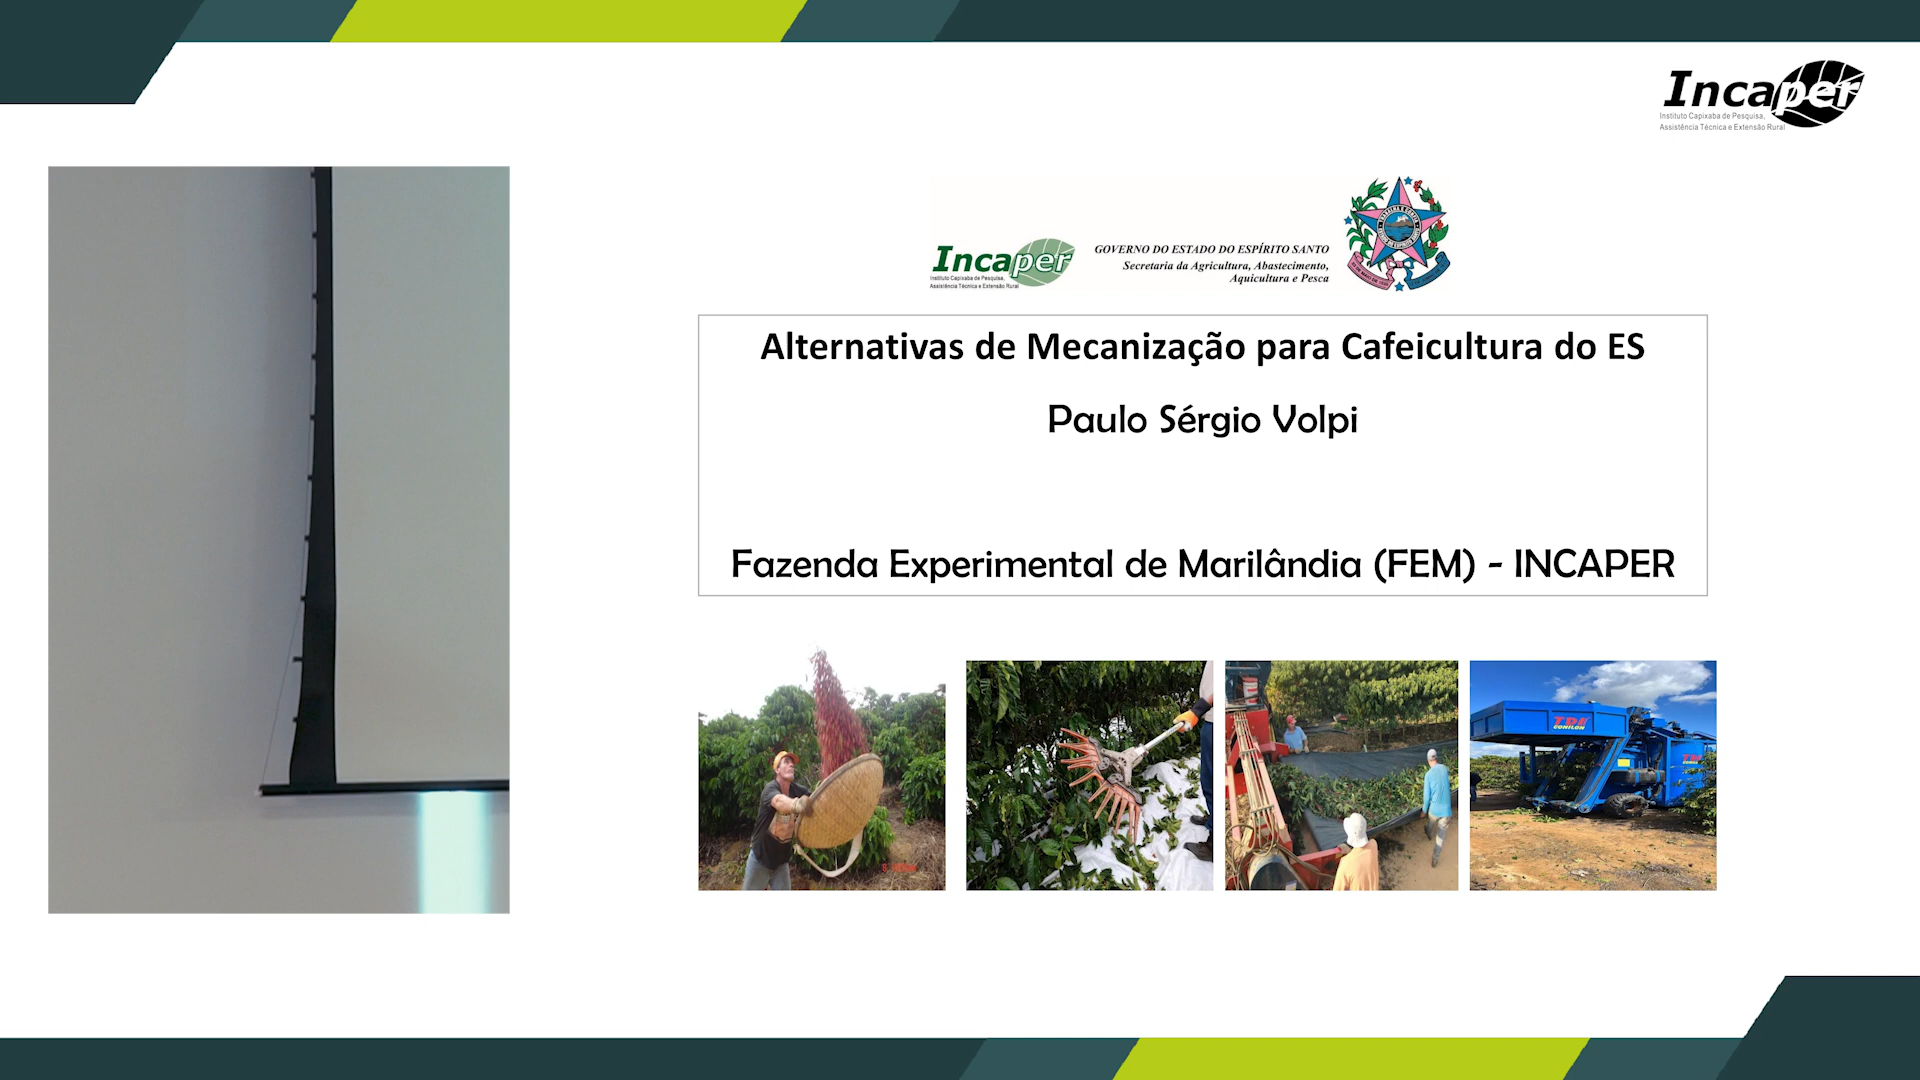 Incaper
Instituto Capixaba de Pesquisa,
Assistência Técnica e Extensão Rural
Incaper
Instituto Capixaba de Pesquisa,
Assistência Técnica e Extensão Rural
GOVERNO DO ESTADO DO ESPÍRITO SANTO
Secretaria da Agricultura, Abastecimento,
Aquicultura e Pesca
Alternativas de Mecanização para Cafeicultura do ES
Paulo Sérgio Volpi
Fazenda Experimental de Marilândia (FEM) - INCAPER
CONILON